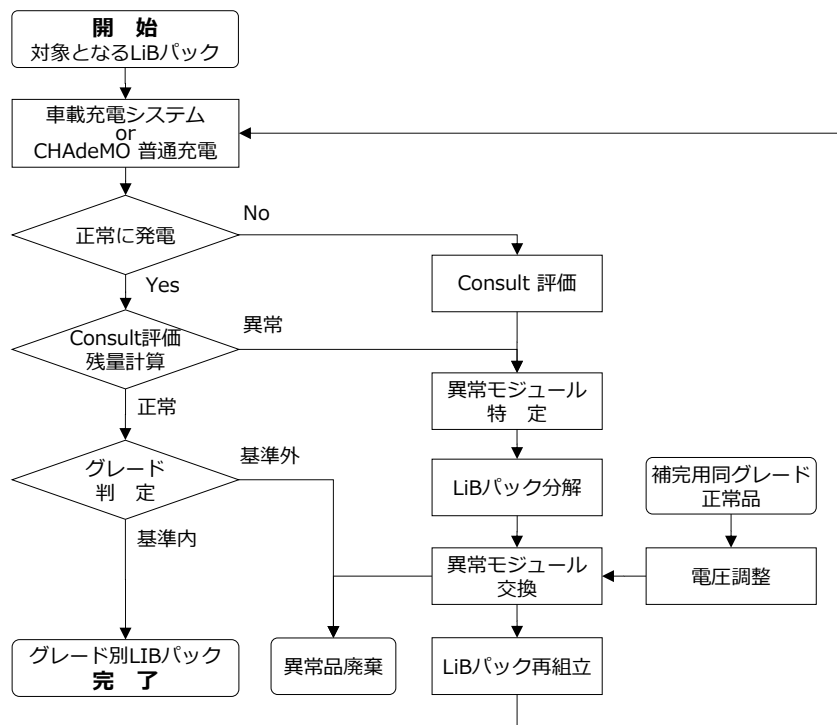 開　始
対象となるLiBパック
車載充電システム
or
CHAdeMO 普通充電
正常に発電
No
Yes
Consult 評価
Consult評価
残量計算
異常
正常
異常モジュール
特　定
グレード
判　定
基準外
基準内
LiBパック分解
補完用同グレード
正常品
異常モジュール
交換
電圧調整
グレード別LIBパック
完　了
異常品廃棄
LiBパック再組立